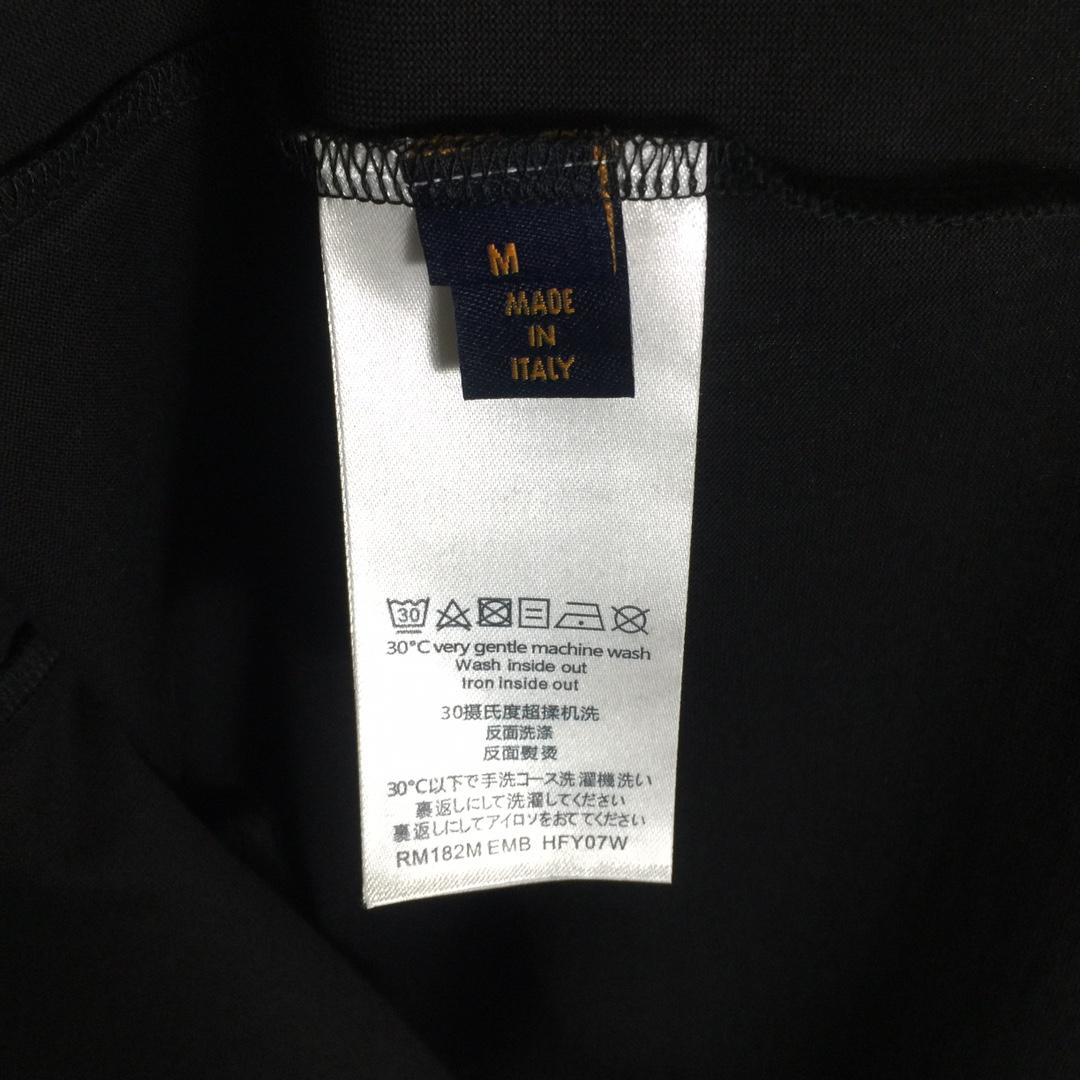 M
MADE
IN
ITALY
30
30°C very gentle machine wash
Wash inside out
Iron inside out
30摄氏度超揉机洗
反面洗涤
反面熨烫
30°C以下で手洗コース洗濯機洗い
裏返しにして洗濯してください
裏返しにしてアイロソをおててください
RM182M EMB HFY07W